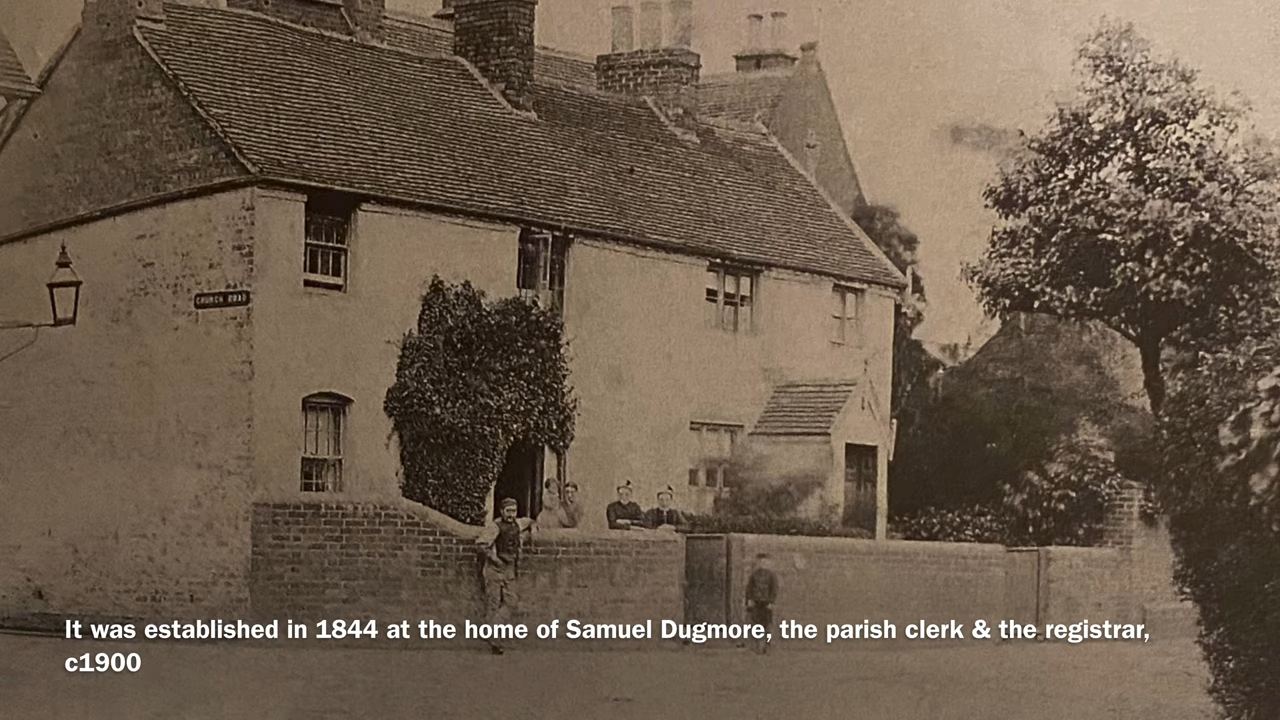 CHURCH ROAD
It was established in 1844 at the home of Samuel Dugmore, the parish clerk & the registrar,
c1900